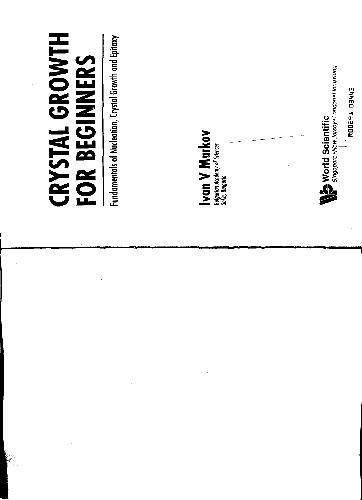 CRYSTAL GROWTH
FOR BEGINNERS
Fundamentals of Nucleation, Crystal Growth and Epitaxy
Ivan V Markov
Bulgarian Academy of Sciences
Sofia, Bulgaria
World Scientific
Singapore • New Jersey • London • Hong Kong